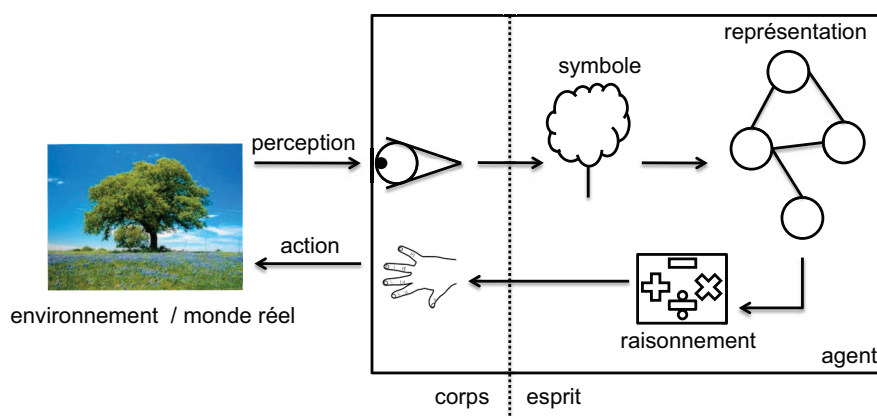 représentation
symbole
perception
action
environnement / monde réel
raisonnement
agent
corps
esprit